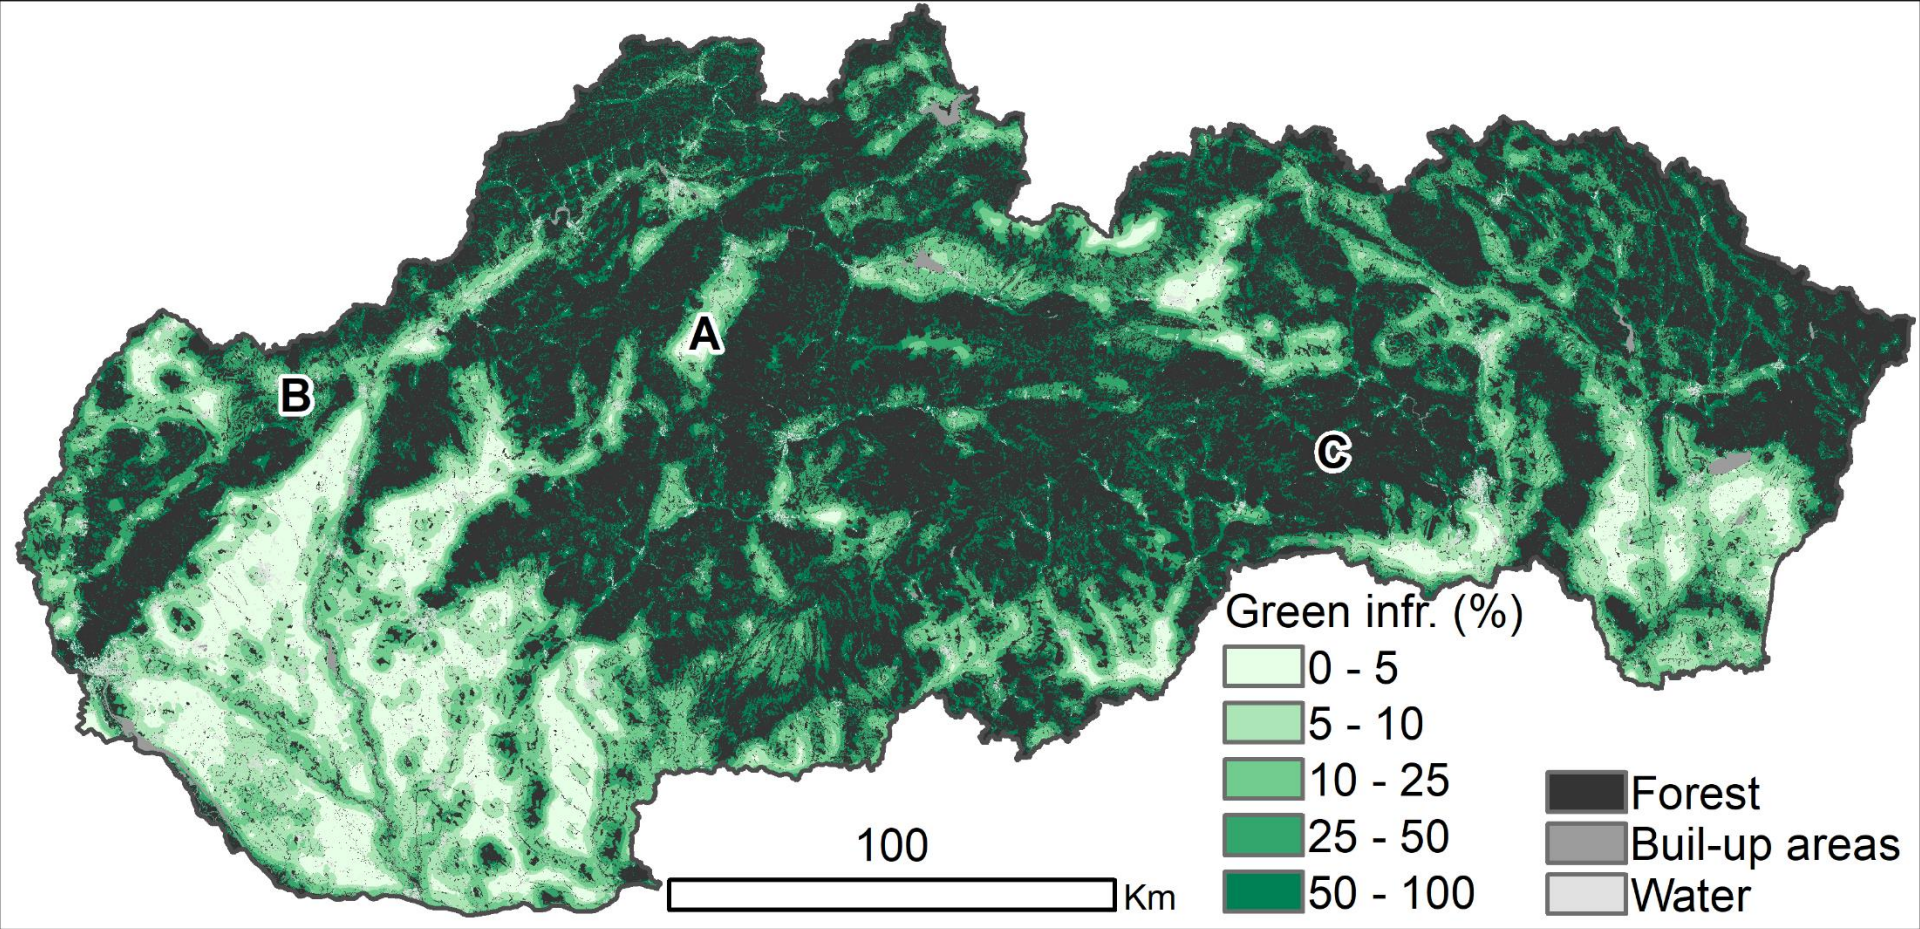 A
B
C
Green infr. (%)
0 - 5
5 - 10
10 - 25
25 - 50
50 - 100
Forest
Buil-up areas
Water
100
Km